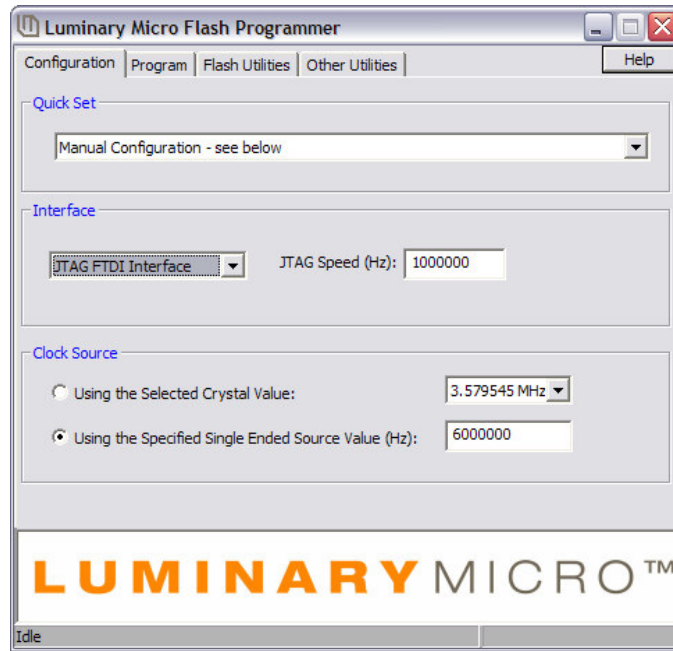 Luminary Micro Flash Programmer
Configuration Program Flash Utilities Other Utilities Help
Quick Set
Manual Configuration - see below
Interface
JTAG FTDI Interface JTAG Speed (Hz): 1000000
Clock Source
Using the Selected Crystal Value: 3.579545 MHz
Using the Specified Single Ended Source Value (Hz): 6000000
LUMINARYMICRO™
Idle